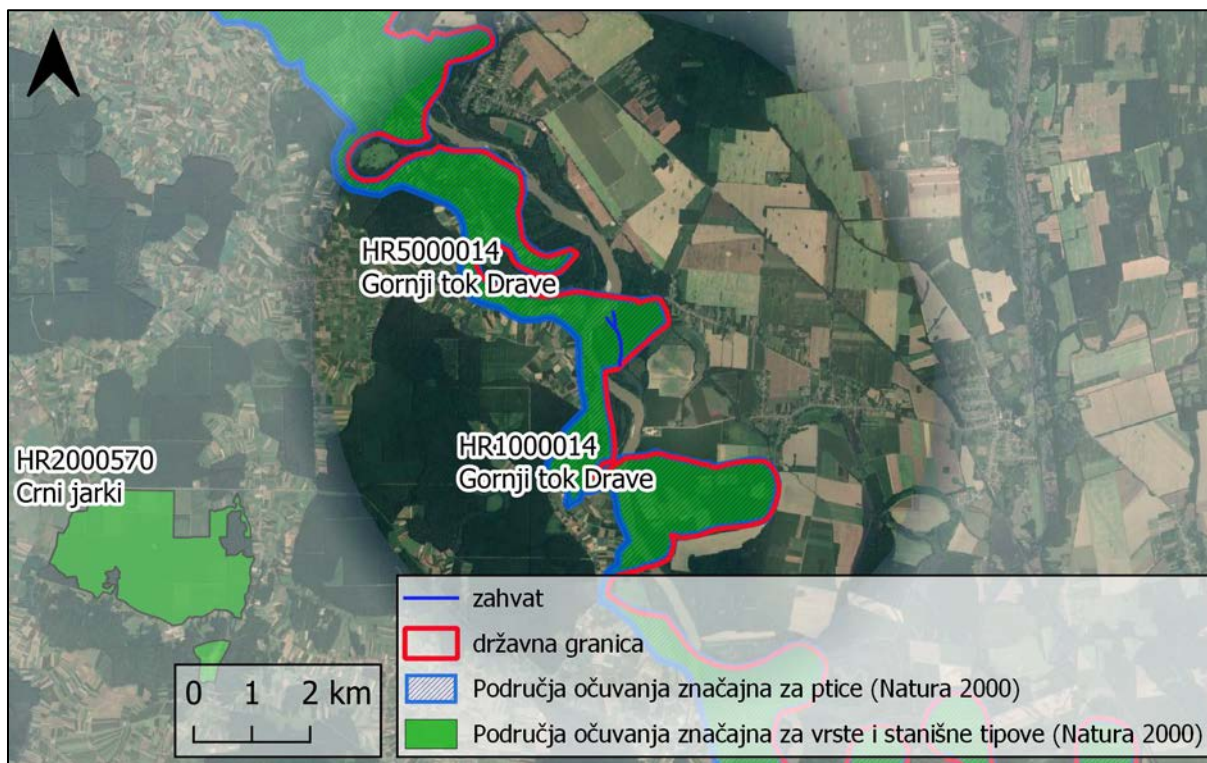 HR5000014
Gornji tok Drave
HR1000014
Gornji tok Drave
HR2000570
Crni jarki
zahvat
državna granica
Područja očuvanja značajna za ptice (Natura 2000)
Područja očuvanja značajna za vrste i stanišne tipove (Natura 2000)
0 1 2 km